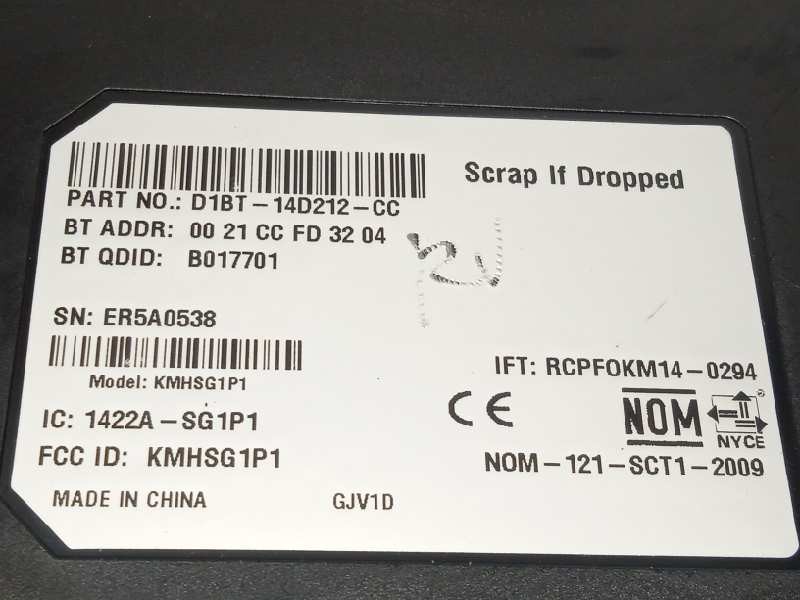 Scrap If Dropped
PART NO.: D1BT-14D212-CC
BT ADDR: 00 21 CC FD 32 04
BT QDID: B017701
SN: ER5A0538
Model: KMHSG1P1
IC: 1422A-SG1P1
FCC ID: KMHSG1P1
MADE IN CHINA
GJV1D
IFT: RCPFOKM14-0294
CE
NOM
NYCE
®
NOM-121-SCT1-2009